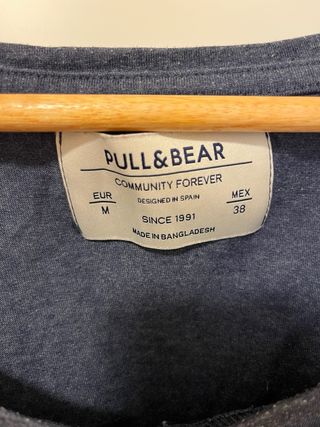 PULL&BEAR
COMMUNITY FOREVER
EUR
M
DESIGNED IN SPAIN
MEX
38
SINCE 1991
MADE IN BANGLADESH